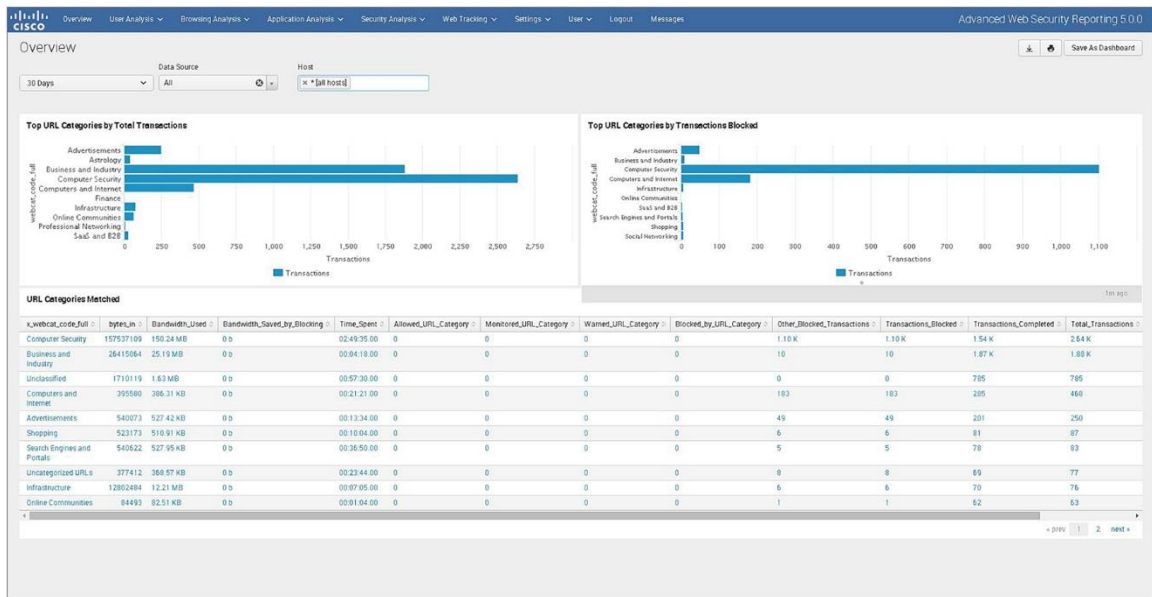 CISCO Overview User Analysis Browsing Analysis Application Analysis Security Analysis Web Tracking Settings User Logout Messages Advanced Web Security Reporting 5.0.0
Overview
Save As Dashboard
Data Source Host
30 Days All × * [all hosts]
Top URL Categories by Total Transactions
webcat_code_full
Advertisements
Astrology
Business and Industry
Computer Security
Computers and Internet
Finance
Infrastructure
Online Communities
Professional Networking
SaaS and B2B
0 250 500 750 1,000 1,250 1,500 1,750 2,000 2,250 2,500 2,750
Transactions
Transactions
Top URL Categories by Transactions Blocked
webcat_code_full
Advertisements
Business and Industry
Computer Security
Computers and Internet
Infrastructure
Online Communities
SaaS and B2B
Search Engines and Portals
Shopping
Social Networking
0 100 200 300 400 500 600 700 800 900 1,000 1,100
Transactions
Transactions
1m ago
URL Categories Matched
x_webcat_code_full bytes_in Bandwidth_Used Bandwidth_Saved_by_Blocking Time_Spent Allowed_URL_Category Monitored_URL_Category Warned_URL_Category Blocked_by_URL_Category Other_Blocked_Transactions Transactions_Blocked Transactions_Completed Total_Transactions
Computer Security 157537109 150.24 MB 0 b 02:49:35.00 0 0 0 0 1.10 K 1.10 K 1.54 K 2.64 K
Business and Industry 26415064 25.19 MB 0 b 00:04:18.00 0 0 0 0 10 10 1.87 K 1.88 K
Unclassified 1710119 1.63 MB 0 b 00:57:30.00 0 0 0 0 0 0 785 785
Computers and Internet 395580 386.31 KB 0 b 00:21:21.00 0 0 0 0 183 183 285 468
Advertisements 540073 527.42 KB 0 b 00:13:34.00 0 0 0 0 49 49 201 250
Shopping 523173 510.91 KB 0 b 00:10:04.00 0 0 0 0 6 6 81 87
Search Engines and Portals 540622 527.95 KB 0 b 00:36:50.00 0 0 0 0 5 5 78 83
Uncategorized URLs 377412 368.57 KB 0 b 00:23:44.00 0 0 0 0 8 8 69 77
Infrastructure 12802484 12.21 MB 0 b 00:07:05.00 0 0 0 0 6 6 70 76
Online Communities 84493 82.51 KB 0 b 00:01:04.00 0 0 0 0 1 1 62 63
« prev 1 2 next »